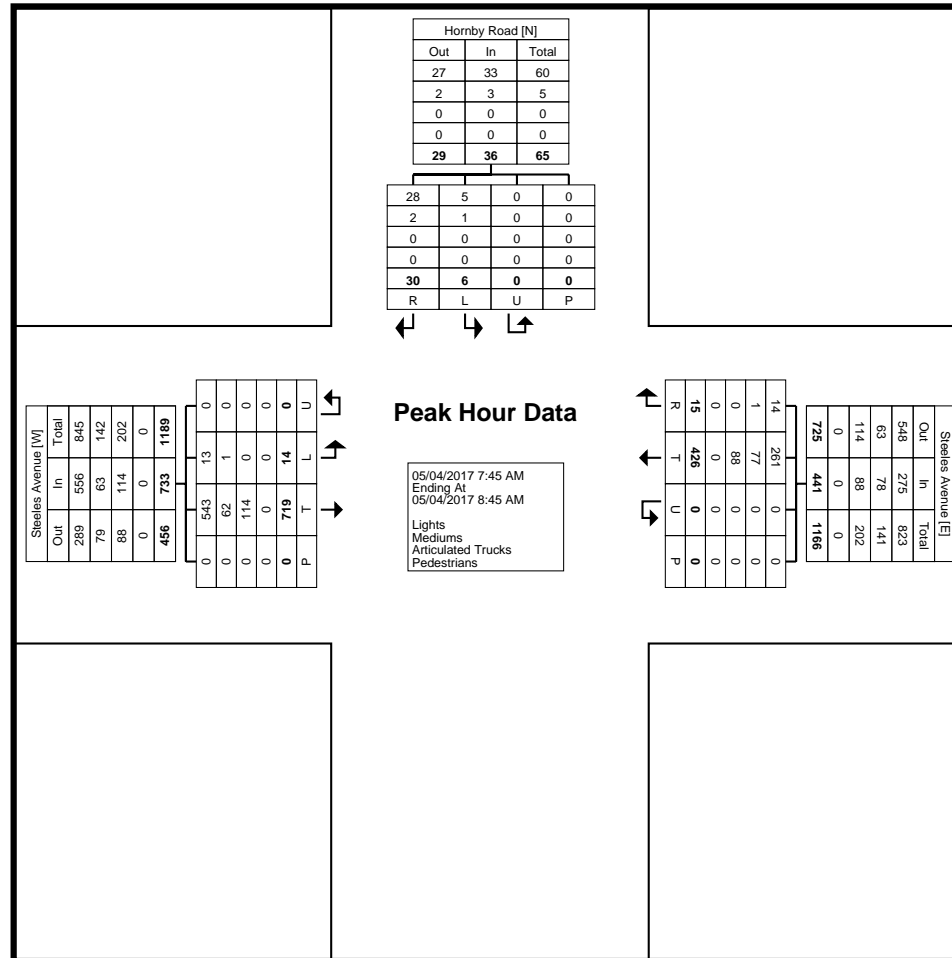 Hornby Road [N]
Out In Total
27 33 60
2 3 5
0 0 0
0 0 0
29 36 65
28 5 0 0
2 1 0 0
0 0 0 0
0 0 0 0
30 6 0 0
R L U P
Steeles Avenue [W]
Total 845 142 202 0 1189
In 556 63 114 0 733
Out 289 79 88 0 456
0 0 0 0 0 U
13 1 0 0 14 L
543 62 114 0 719 T
0 0 0 0 0 P
Peak Hour Data
05/04/2017 7:45 AM
Ending At
05/04/2017 8:45 AM
Lights
Mediums
Articulated Trucks
Pedestrians
R 15 0 0 1 14
T 426 0 88 77 261
U 0 0 0 0 0
P 0 0 0 0 0
Steeles Avenue [E]
Out 548 63 114 0 725
In 275 78 88 0 441
Total 823 141 202 0 1166